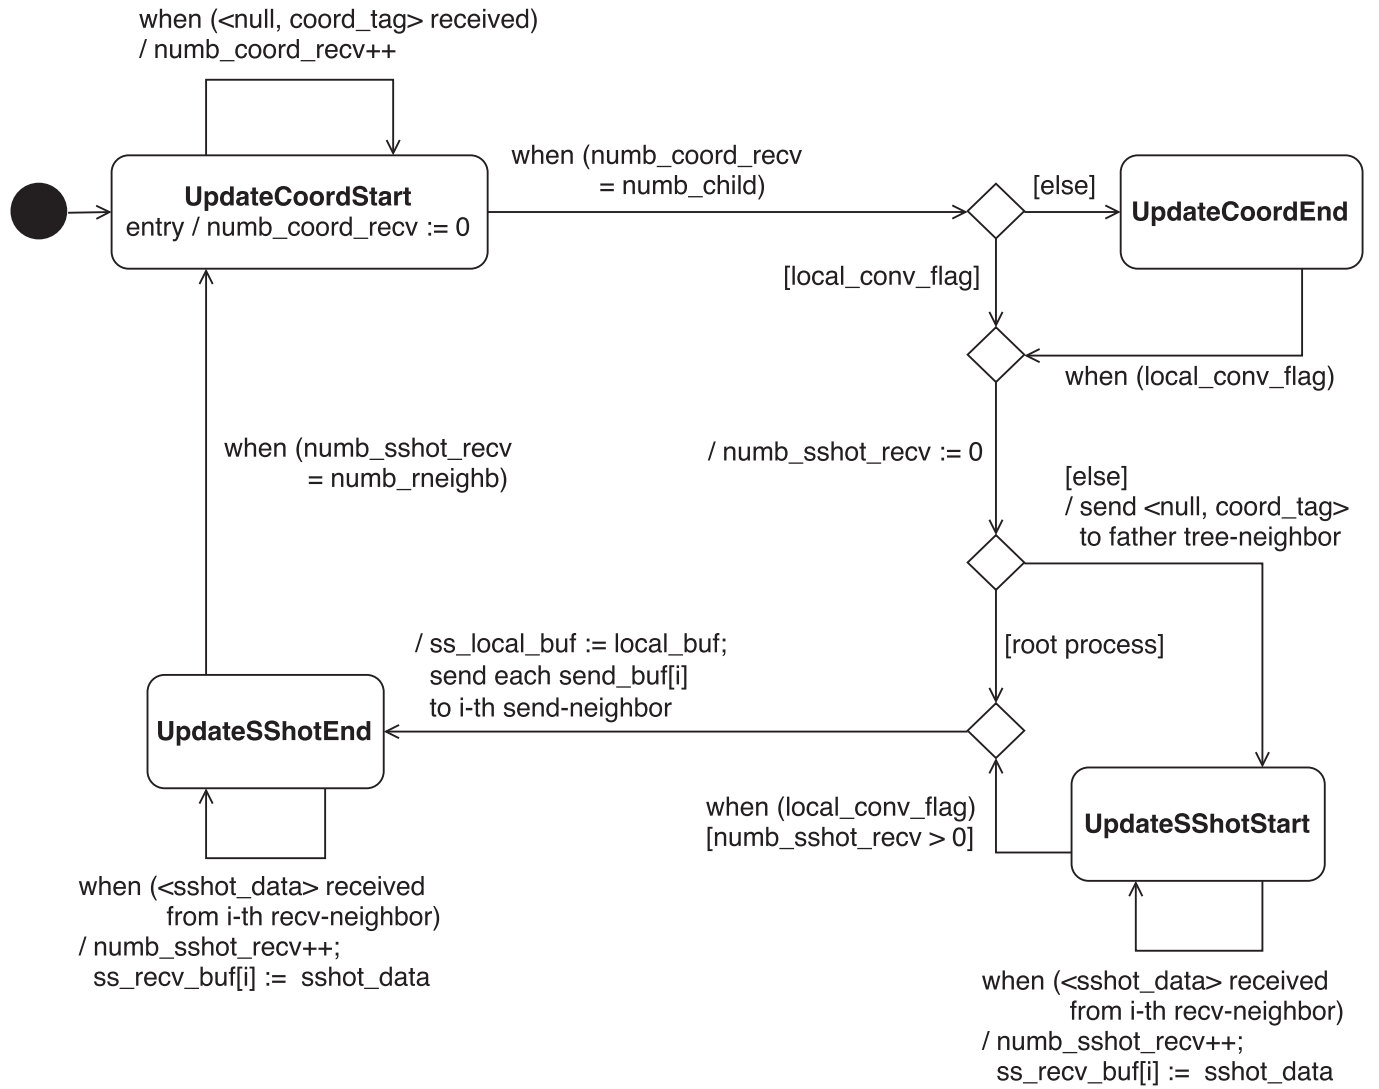 when (<null, coord_tag> received)
/ numb_coord_recv++
when (numb_coord_recv
= numb_child)
UpdateCoordStart
entry / numb_coord_recv := 0
[else]
UpdateCoordEnd
[local_conv_flag]
when (local_conv_flag)
when (numb_sshot_recv
= numb_rneighb)
/ numb_sshot_recv := 0
[else]
/ send <null, coord_tag>
to father tree-neighbor
/ ss_local_buf := local_buf;
send each send_buf[i]
to i-th send-neighbor
[root process]
UpdateSShotEnd
when (local_conv_flag)
[numb_sshot_recv > 0]
UpdateSShotStart
when (<sshot_data> received
from i-th recv-neighbor)
/ numb_sshot_recv++;
ss_recv_buf[i] := sshot_data
when (<sshot_data> received
from i-th recv-neighbor)
/ numb_sshot_recv++;
ss_recv_buf[i] := sshot_data